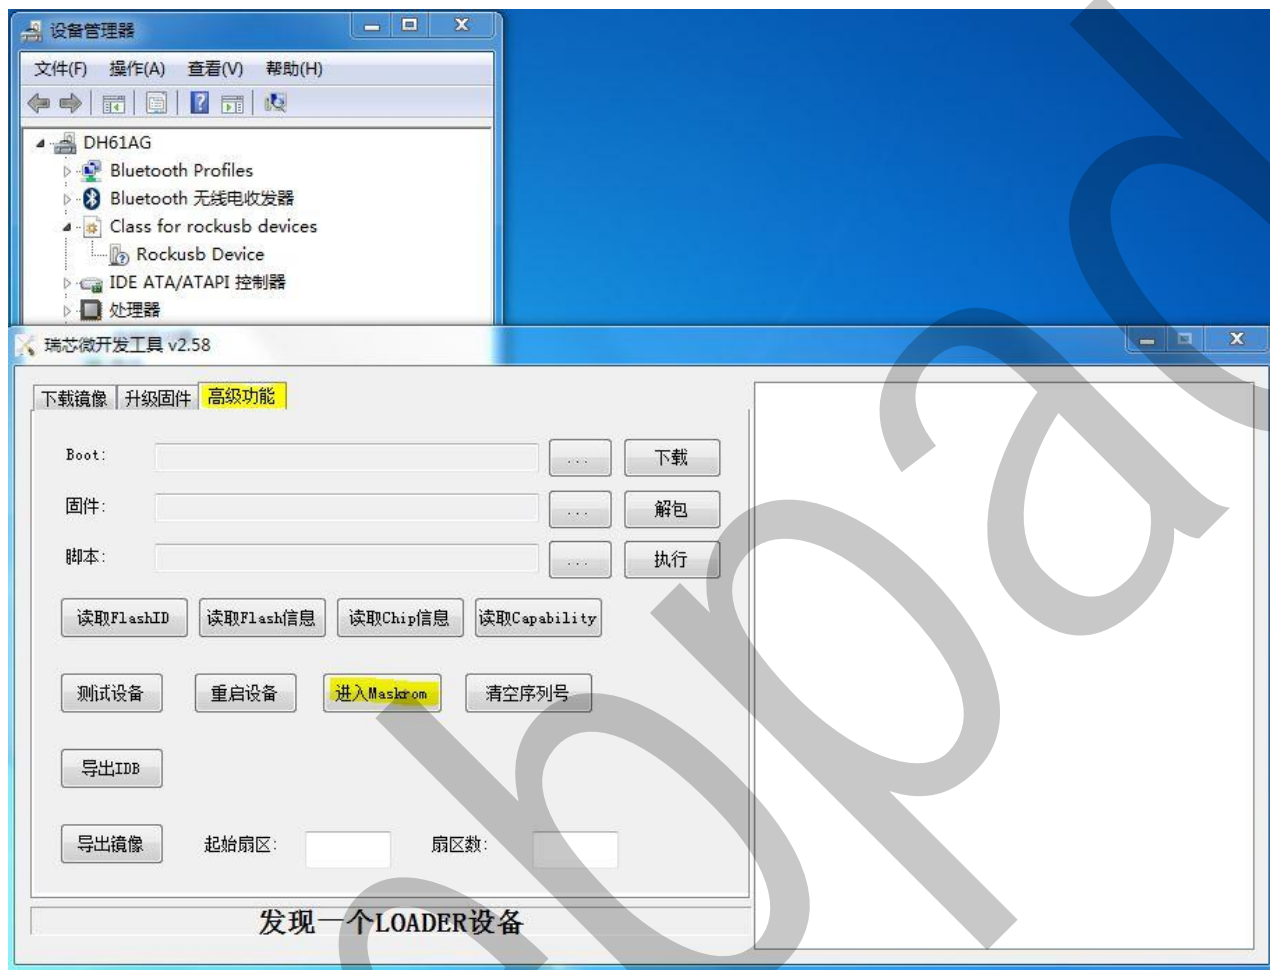 设备管理器
文件(F) 操作(A) 查看(V) 帮助(H)
DH61AG
Bluetooth Profiles
Bluetooth 无线电收发器
Class for rockusb devices
Rockusb Device
IDE ATA/ATAPI 控制器
处理器
瑞芯微开发工具 v2.58
下载镜像 升级固件 高级功能
Boot: ... 下载
固件: ... 解包
脚本: ... 执行
读取FlashID 读取Flash信息 读取Chip信息 读取Capability
测试设备 重启设备 进入Maskrom 清空序列号
导出IDB
导出镜像 起始扇区: 扇区数:
发现一个LOADER设备